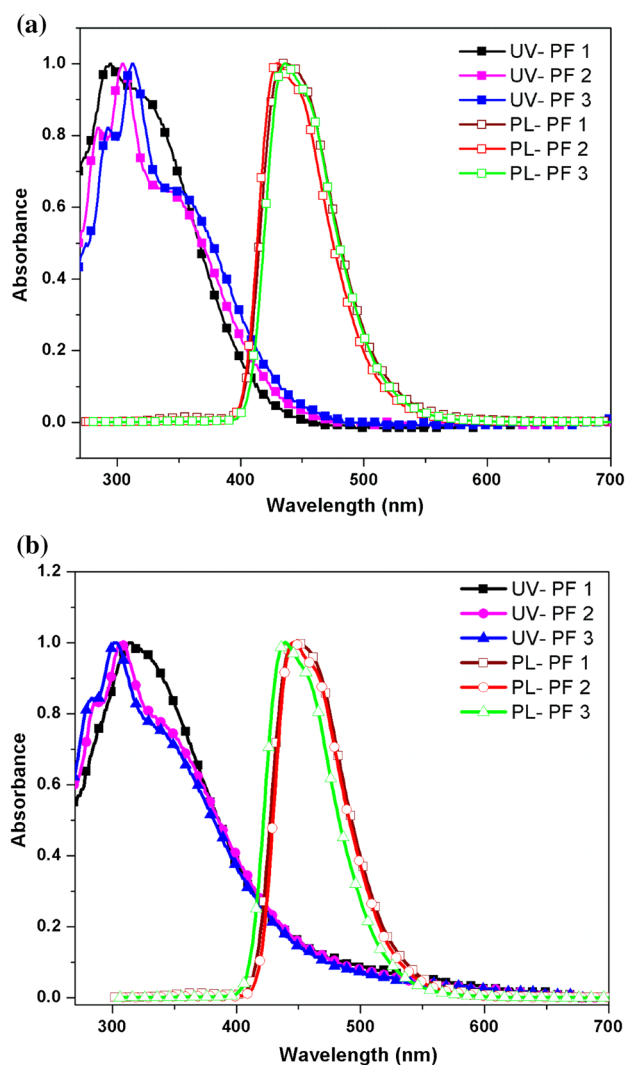 (a)
1.0
0.8
0.6
0.4
0.2
0.0
Absorbance
UV- PF 1
UV- PF 2
UV- PF 3
PL- PF 1
PL- PF 2
PL- PF 3
300 400 500 600 700
Wavelength (nm)
(b)
1.2
1.0
0.8
0.6
0.4
0.2
0.0
Absorbance
UV- PF 1
UV- PF 2
UV- PF 3
PL- PF 1
PL- PF 2
PL- PF 3
300 400 500 600 700
Wavelength (nm)